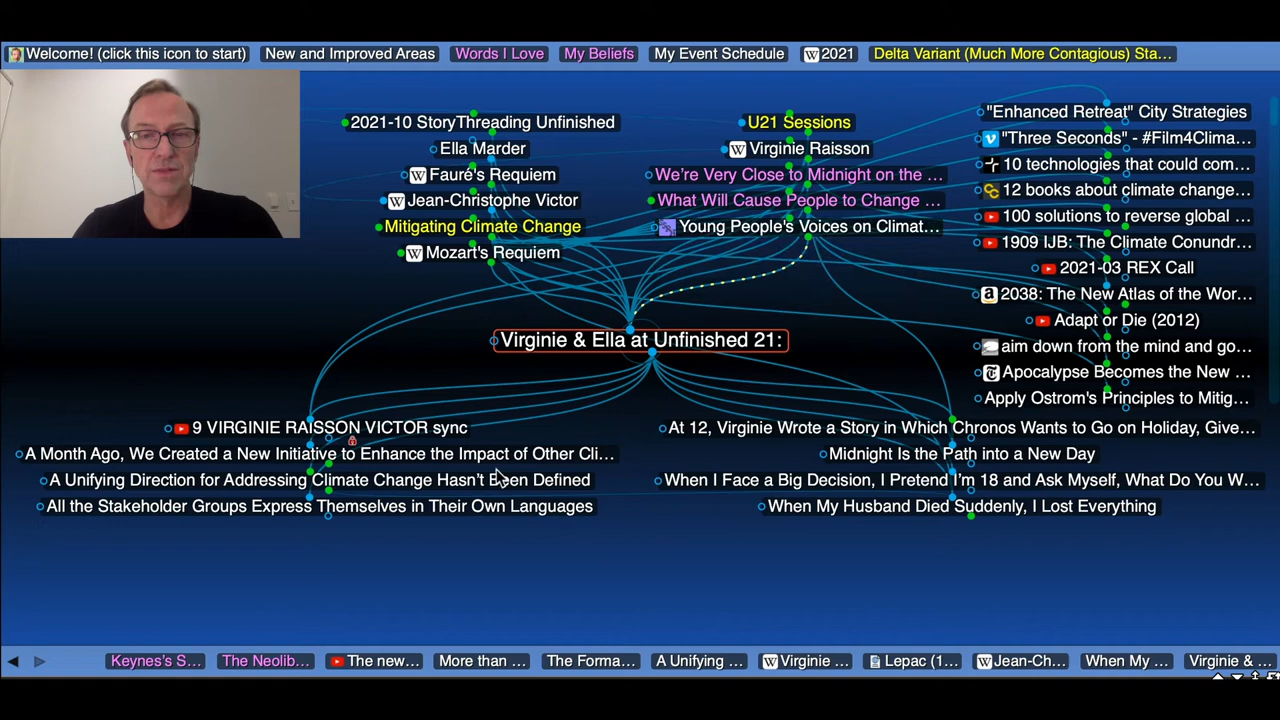 Welcome! (click this icon to start) New and Improved Areas Words I Love My Beliefs My Event Schedule W 2021 Delta Variant (Much More Contagious) Sta…
2021-10 StoryThreading Unfinished
Ella Marder
W Fauré's Requiem
W Jean-Christophe Victor
Mitigating Climate Change
W Mozart's Requiem
U21 Sessions
W Virginie Raisson
We're Very Close to Midnight on the …
What Will Cause People to Change …
Young People's Voices on Climat…
"Enhanced Retreat" City Strategies
"Three Seconds" - #Film4Clima…
10 technologies that could com…
12 books about climate change…
100 solutions to reverse global …
1909 IJB: The Climate Conundr…
2021-03 REX Call
2038: The New Atlas of the Wor…
Adapt or Die (2012)
aim down from the mind and go…
Apocalypse Becomes the New …
Apply Ostrom's Principles to Mitig…
Virginie & Ella at Unfinished 21:
9 VIRGINIE RAISSON VICTOR sync
A Month Ago, We Created a New Initiative to Enhance the Impact of Other Cli…
A Unifying Direction for Addressing Climate Change Hasn't Been Defined
All the Stakeholder Groups Express Themselves in Their Own Languages
At 12, Virginie Wrote a Story in Which Chronos Wants to Go on Holiday, Give…
Midnight Is the Path into a New Day
When I Face a Big Decision, I Pretend I'm 18 and Ask Myself, What Do You W…
When My Husband Died Suddenly, I Lost Everything
Keynes's S… The Neolib… The new… More than … The Forma… A Unifying … W Virginie … Lepac (1… W Jean-Ch… When My … Virginie & …